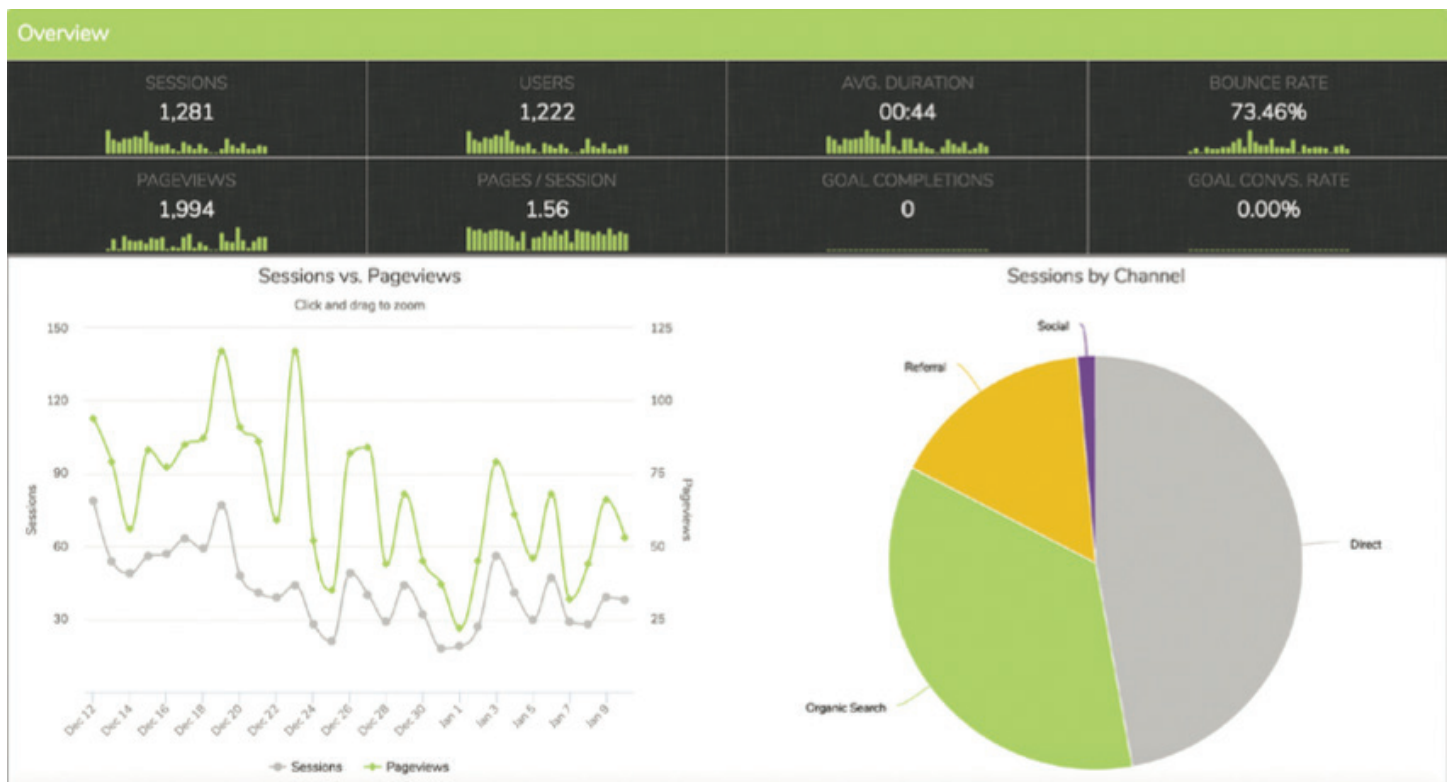 Overview
SESSIONS
1,281
USERS
1,222
AVG. DURATION
00:44
BOUNCE RATE
73.46%
PAGEVIEWS
1,994
PAGES / SESSION
1.56
GOAL COMPLETIONS
0
GOAL CONVS. RATE
0.00%
Sessions vs. Pageviews
Click and drag to zoom
150
120
90
60
30
Sessions
125
100
75
50
25
Pageviews
Dec 12
Dec 14
Dec 16
Dec 18
Dec 20
Dec 22
Dec 24
Dec 26
Dec 28
Dec 30
Jan 1
Jan 3
Jan 5
Jan 7
Jan 9
Sessions
Pageviews
Sessions by Channel
Social
Referral
Direct
Organic Search